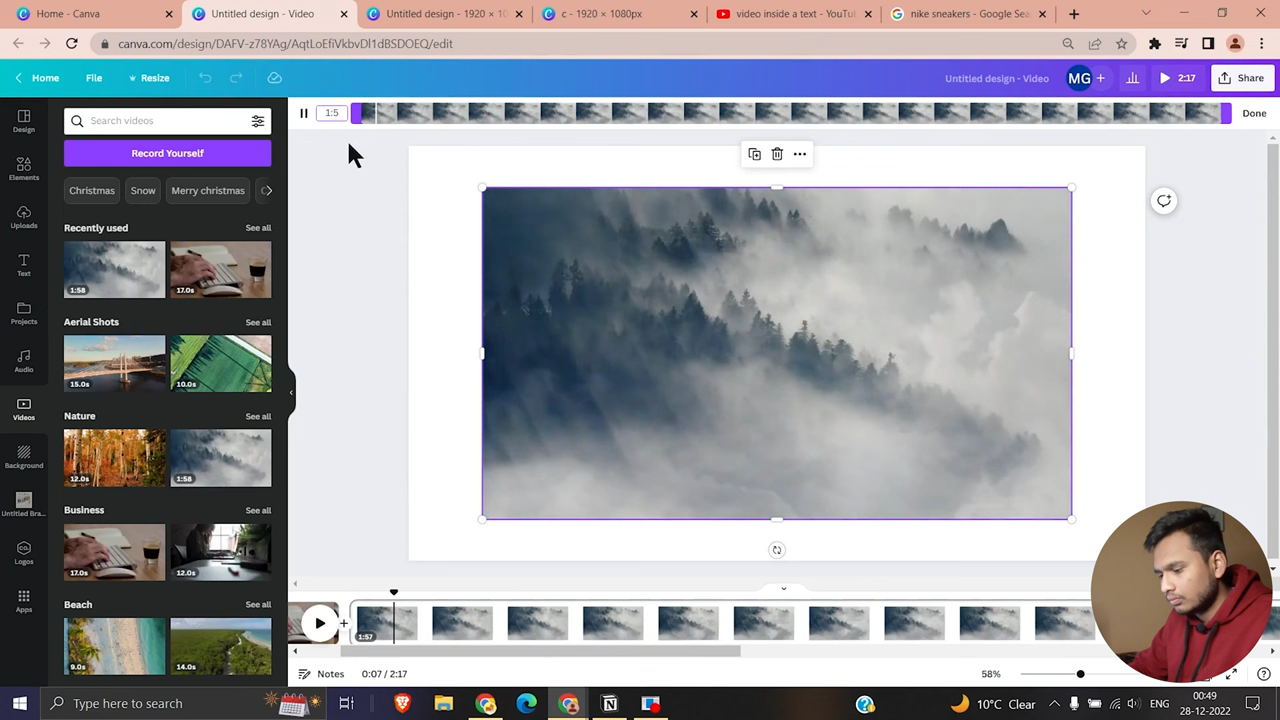 Home - Canva
Untitled design - Video
Untitled design - 1920 × 10
c - 1920 × 1080px
video inside a text - YouTu
nike sneakers - Google Sea
canva.com/design/DAFV-z78YAg/AqtLoEfiVkbvDl1dBSDOEQ/edit
Home
File
Resize
Untitled design - Video
MG
2:17
Share
Design
Elements
Uploads
Text
Projects
Audio
Videos
Background
Untitled Bra...
Logos
Apps
Search videos
Record Yourself
Christmas
Snow
Merry christmas
Recently used
See all
1:58
17.0s
Aerial Shots
See all
15.0s
10.0s
Nature
See all
12.0s
1:58
Business
See all
17.0s
12.0s
Beach
See all
9.0s
14.0s
1:5
Done
1:57
Notes
0:07 / 2:17
58%
Type here to search
10°C Clear
ENG
00:49
28-12-2022